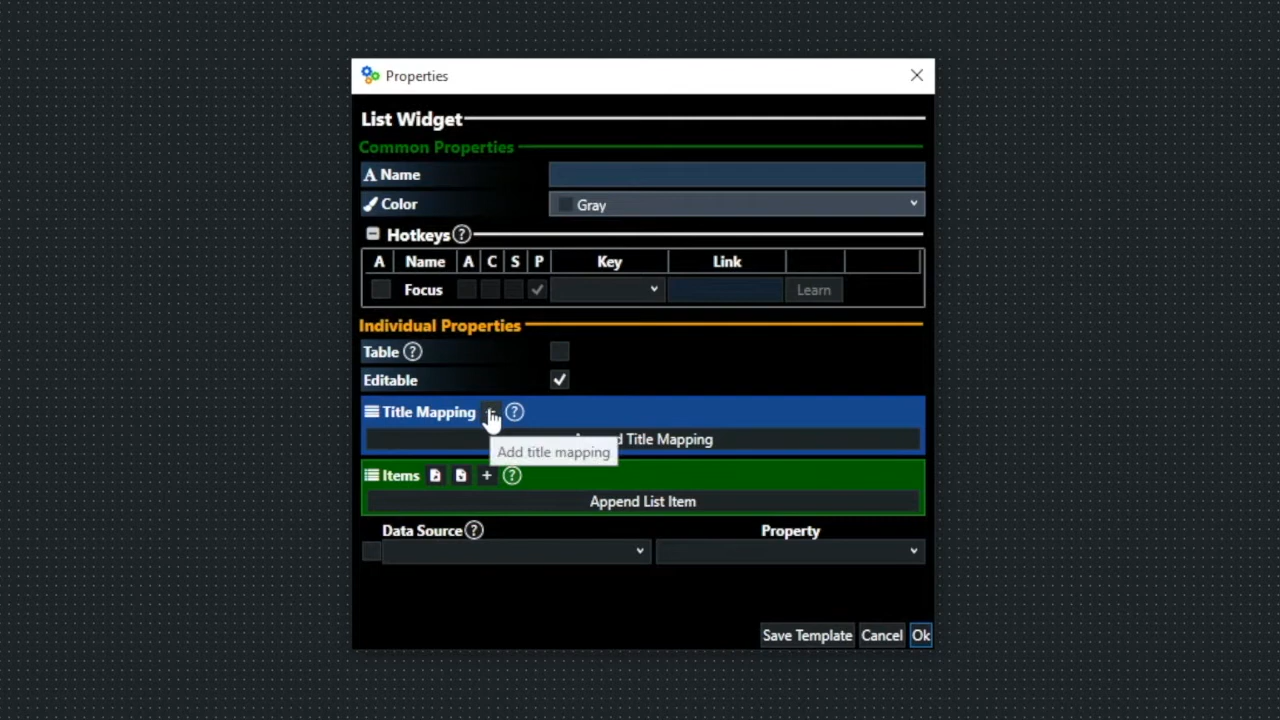 Properties
List Widget
Common Properties
A Name
Color
Gray
Hotkeys ?
A Name A C S P Key Link
Focus Learn
Individual Properties
Table ?
Editable
Title Mapping + ?
Title Mapping
Add title mapping
Items + ?
Append List Item
Data Source ? Property
Save Template Cancel Ok